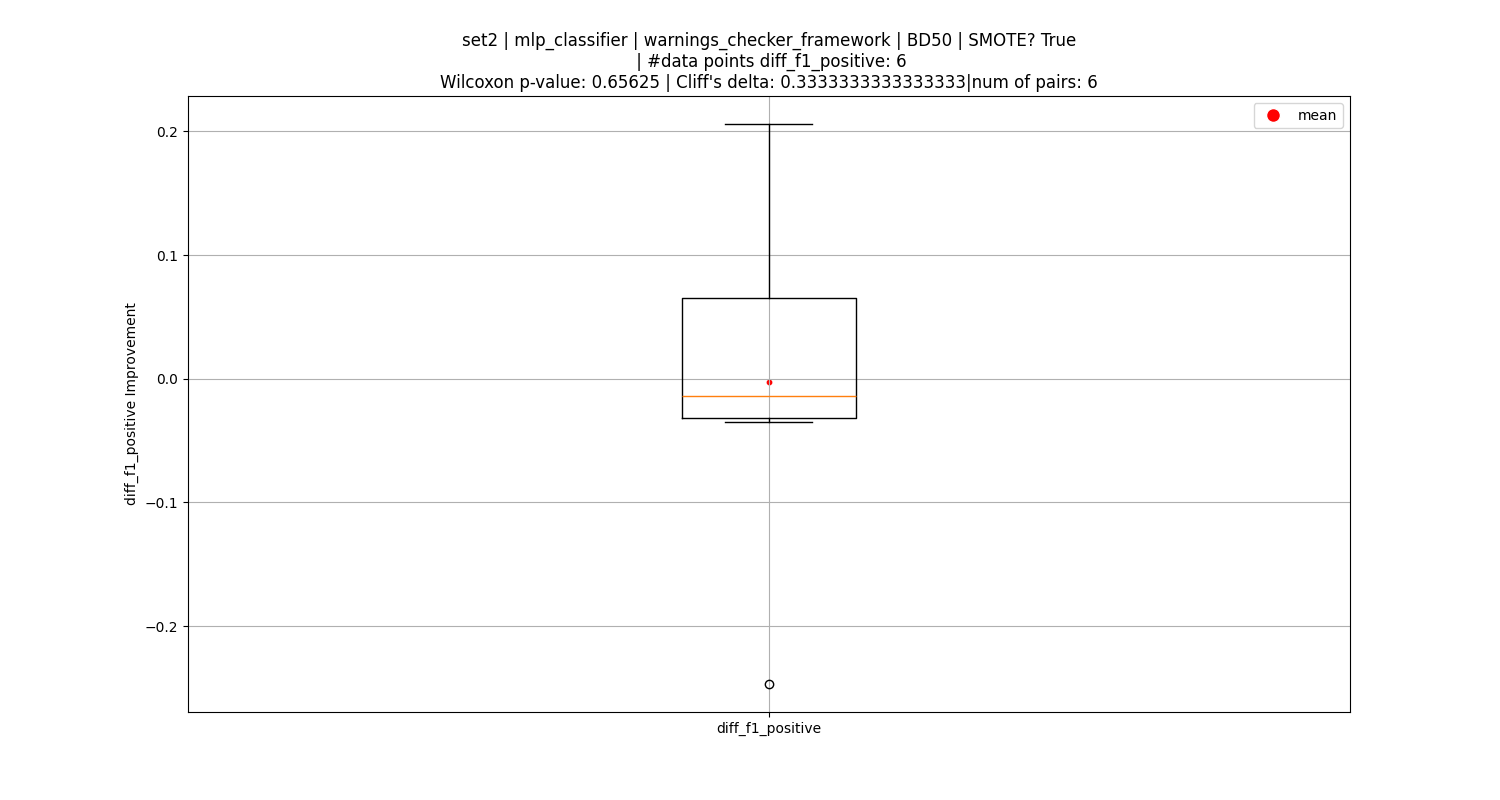 set2 | mlp_classifier | warnings_checker_framework | BD50 | SMOTE? True
| #data points diff_f1_positive: 6
Wilcoxon p-value: 0.65625 | Cliff's delta: 0.3333333333333333|num of pairs: 6
mean
0.2
0.1
0.0
−0.1
−0.2
diff_f1_positive Improvement
diff_f1_positive